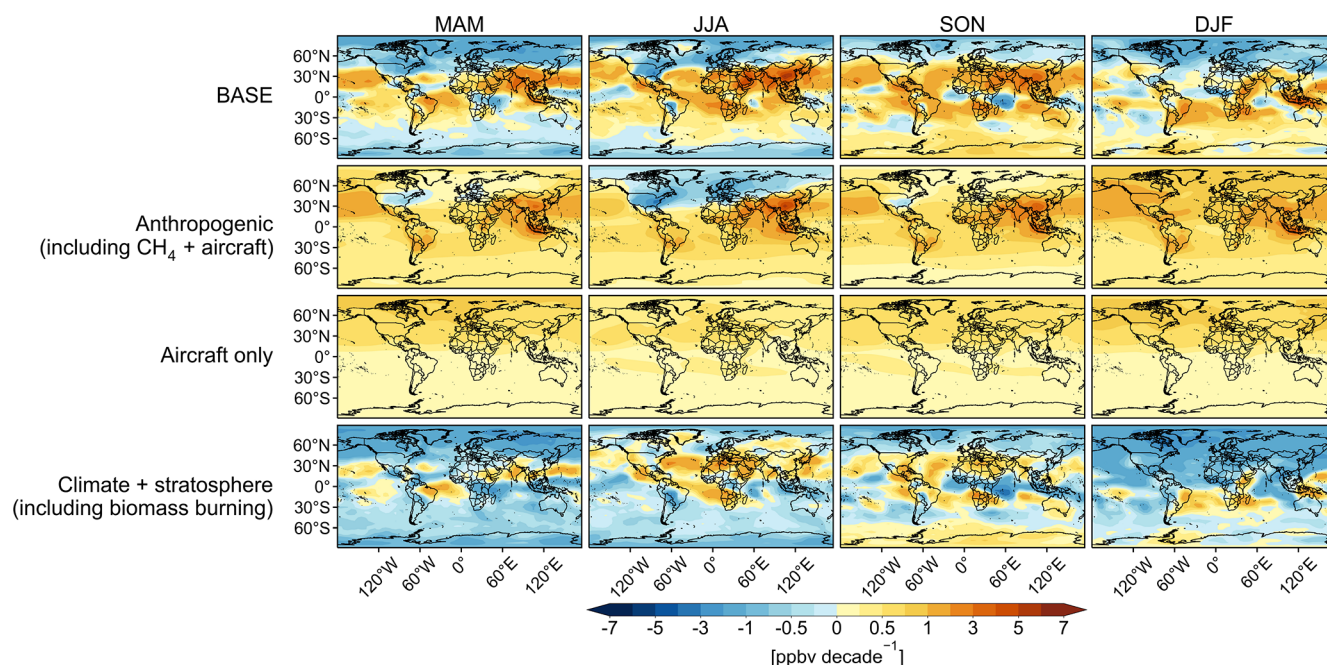 MAM JJA SON DJF
BASE
60°N
30°N
0°
30°S
60°S
Anthropogenic
(including CH₄ + aircraft)
60°N
30°N
0°
30°S
60°S
Aircraft only
60°N
30°N
0°
30°S
60°S
Climate + stratosphere
(including biomass burning)
60°N
30°N
0°
30°S
60°S
120°W 60°W 0° 60°E 120°E 120°W 60°W 0° 60°E 120°E 120°W 60°W 0° 60°E 120°E 120°W 60°W 0° 60°E 120°E
-7 -5 -3 -1 -0.5 0 0.5 1 3 5 7
[ppbv decade⁻¹]